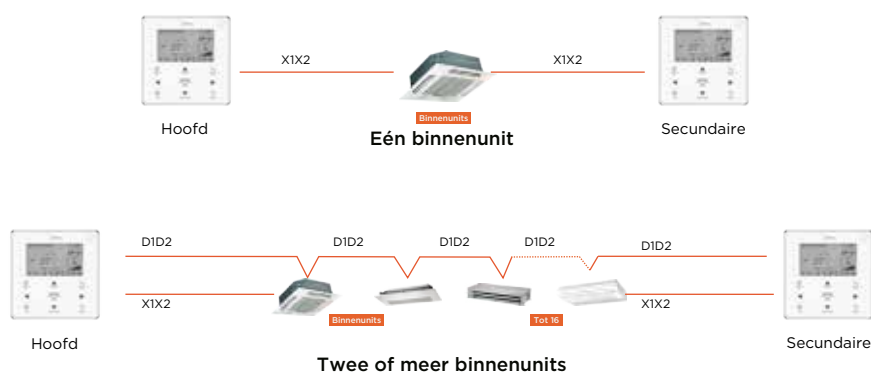 X1X2
X1X2
Binnenunits
Hoofd
Secundaire
Eén binnenunit
D1D2
D1D2
D1D2
D1D2
D1D2
X1X2
X1X2
Binnenunits
Tot 16
Hoofd
Secundaire
Twee of meer binnenunits